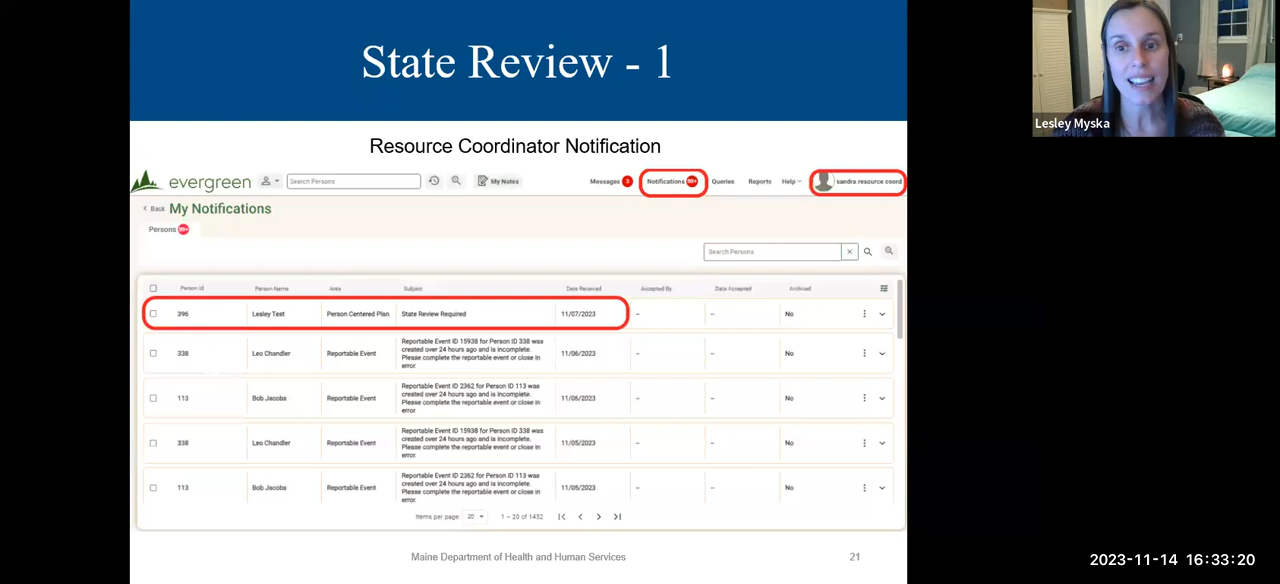 State Review - 1
Lesley Myska
Resource Coordinator Notification
evergreen Search Persons My Notes Messages 3 Notifications 99+ Queries Reports Help sandra resource coord
< Back My Notifications
Persons 99+
Search Persons
Person Id Person Name Area Subject Date Received Accepted By Date Accepted Archived
396 Lesley Test Person Centered Plan State Review Required 11/07/2023 – – No
338 Leo Chandler Reportable Event Reportable Event ID 15938 for Person ID 338 was
created over 24 hours ago and is incomplete.
Please complete the reportable event or close in
error. 11/06/2023 – – No
113 Bob Jacobs Reportable Event Reportable Event ID 2362 for Person ID 113 was
created over 24 hours ago and is incomplete.
Please complete the reportable event or close in
error. 11/06/2023 – – No
338 Leo Chandler Reportable Event Reportable Event ID 15938 for Person ID 338 was
created over 24 hours ago and is incomplete.
Please complete the reportable event or close in
error. 11/05/2023 – – No
113 Bob Jacobs Reportable Event Reportable Event ID 2362 for Person ID 113 was
created over 24 hours ago and is incomplete.
Please complete the reportable event or close in
error. 11/05/2023 – – No
Items per page: 20 1 – 20 of 1432
Maine Department of Health and Human Services 21
2023-11-14 16:33:20